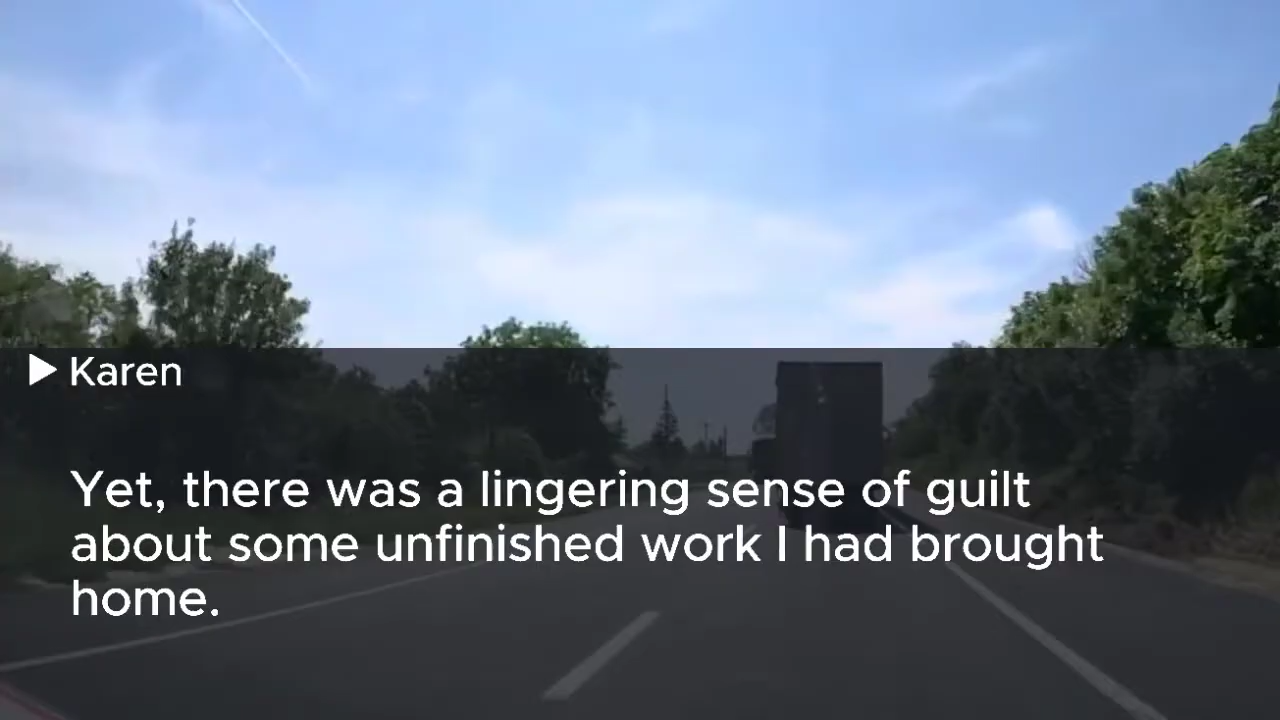 Karen
Yet, there was a lingering sense of guilt
about some unfinished work I had brought
home.